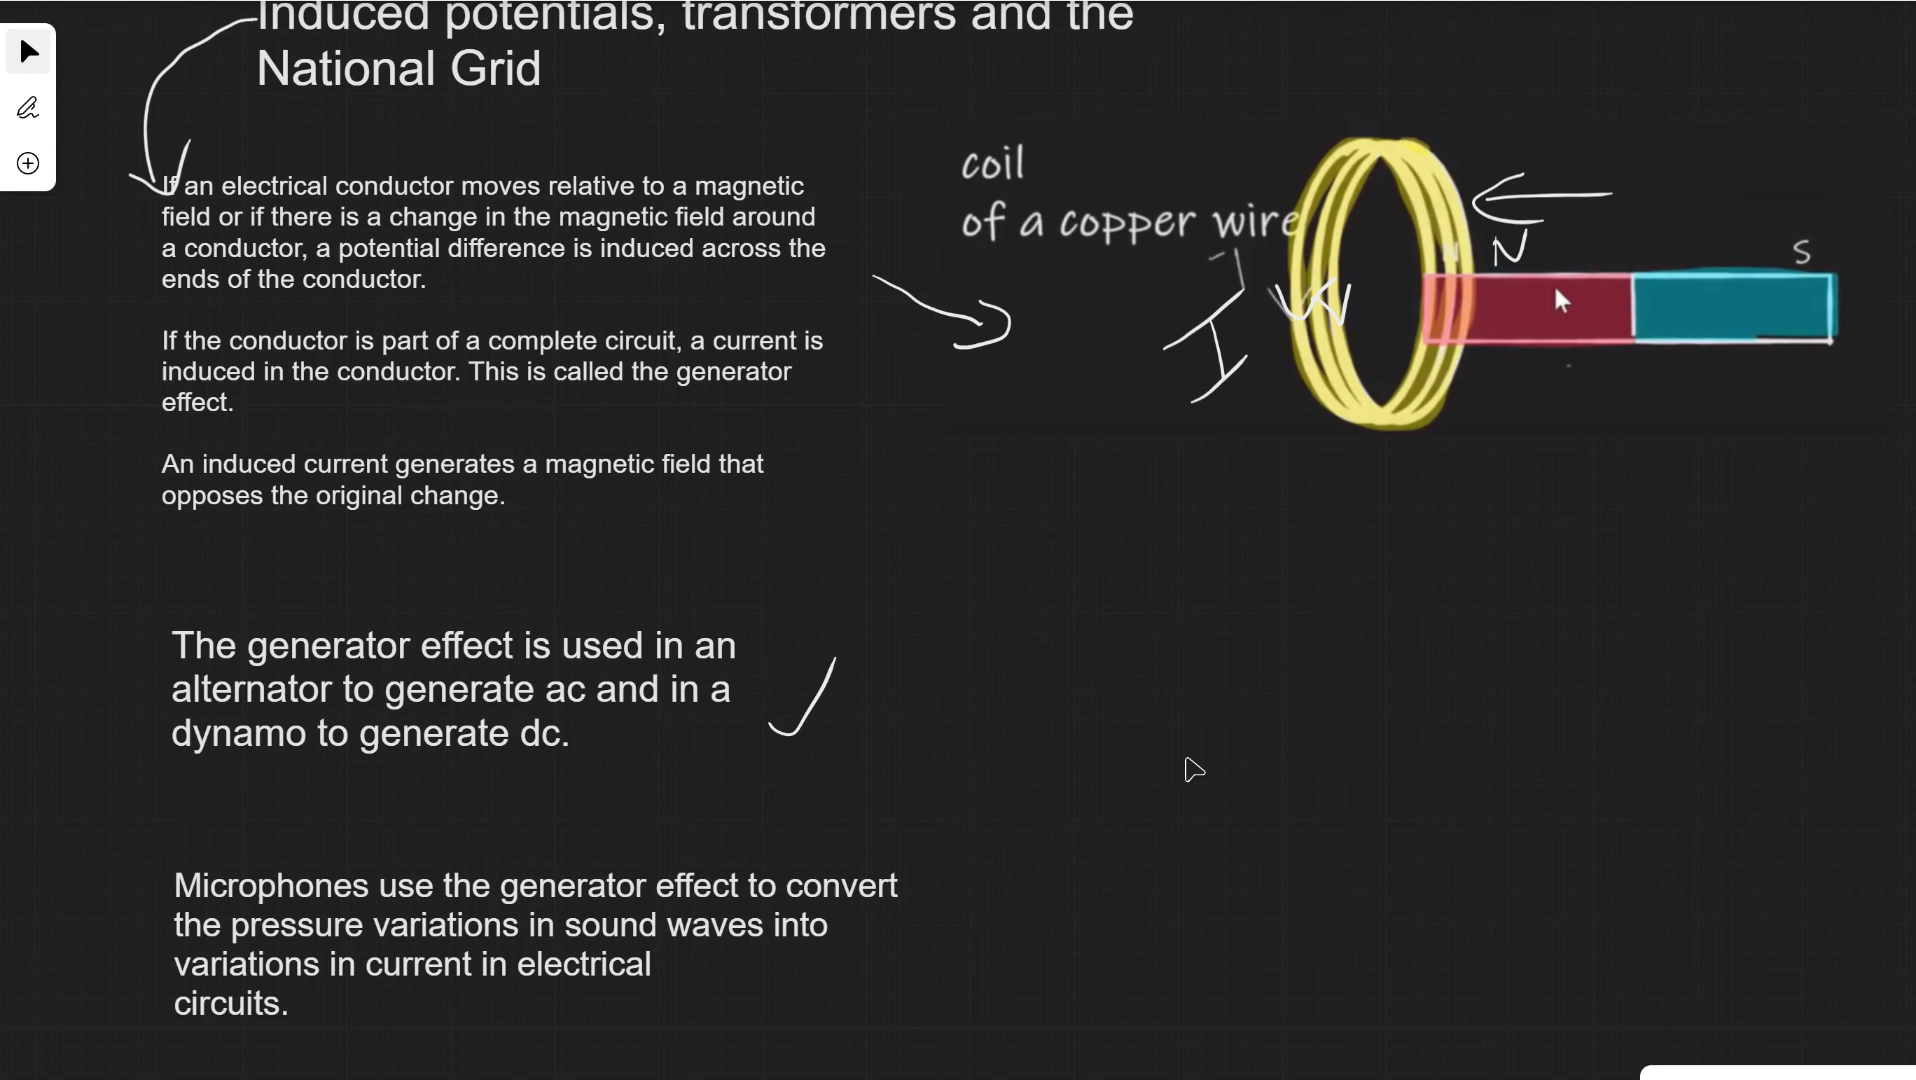 Induced potentials, transformers and the
National Grid
If an electrical conductor moves relative to a magnetic
field or if there is a change in the magnetic field around
a conductor, a potential difference is induced across the
ends of the conductor.
If the conductor is part of a complete circuit, a current is
induced in the conductor. This is called the generator
effect.
An induced current generates a magnetic field that
opposes the original change.
coil
of a copper wire
N
N
S
I
The generator effect is used in an
alternator to generate ac and in a
dynamo to generate dc.
Microphones use the generator effect to convert
the pressure variations in sound waves into
variations in current in electrical
circuits.